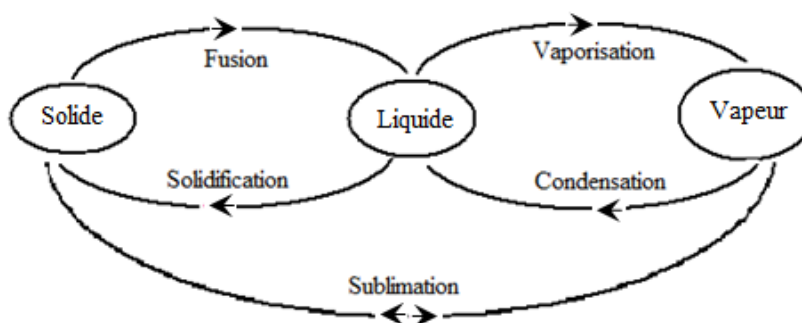 Fusion
Vaporisation
Solide
Liquide
Vapeur
Solidification
Condensation
Sublimation